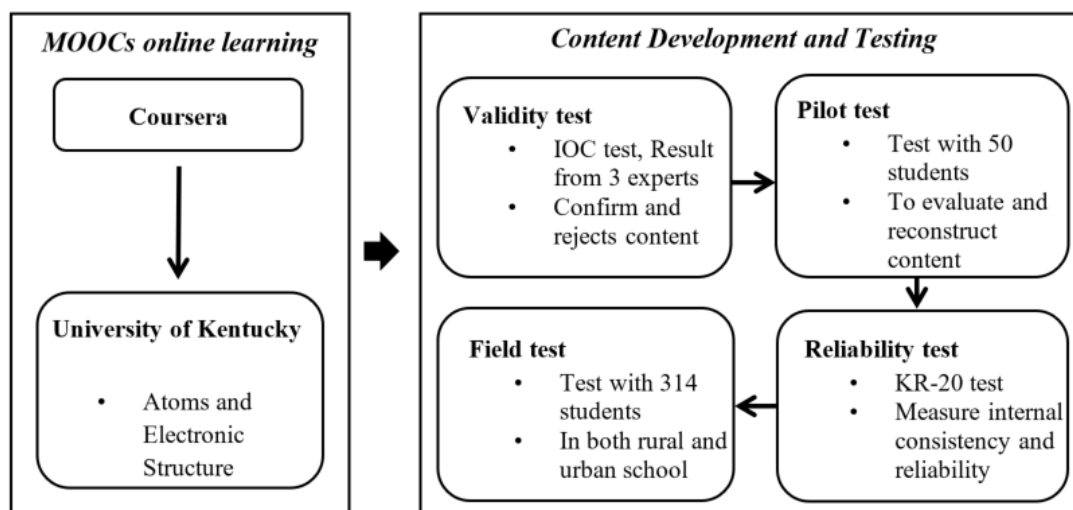 MOOCs online learning
Coursera
University of Kentucky
• Atoms and
Electronic
Structure
Content Development and Testing
Validity test
• IOC test, Result
from 3 experts
• Confirm and
rejects content
Pilot test
• Test with 50
students
• To evaluate and
reconstruct
content
Field test
• Test with 314
students
• In both rural and
urban school
Reliability test
• KR-20 test
• Measure internal
consistency and
reliability